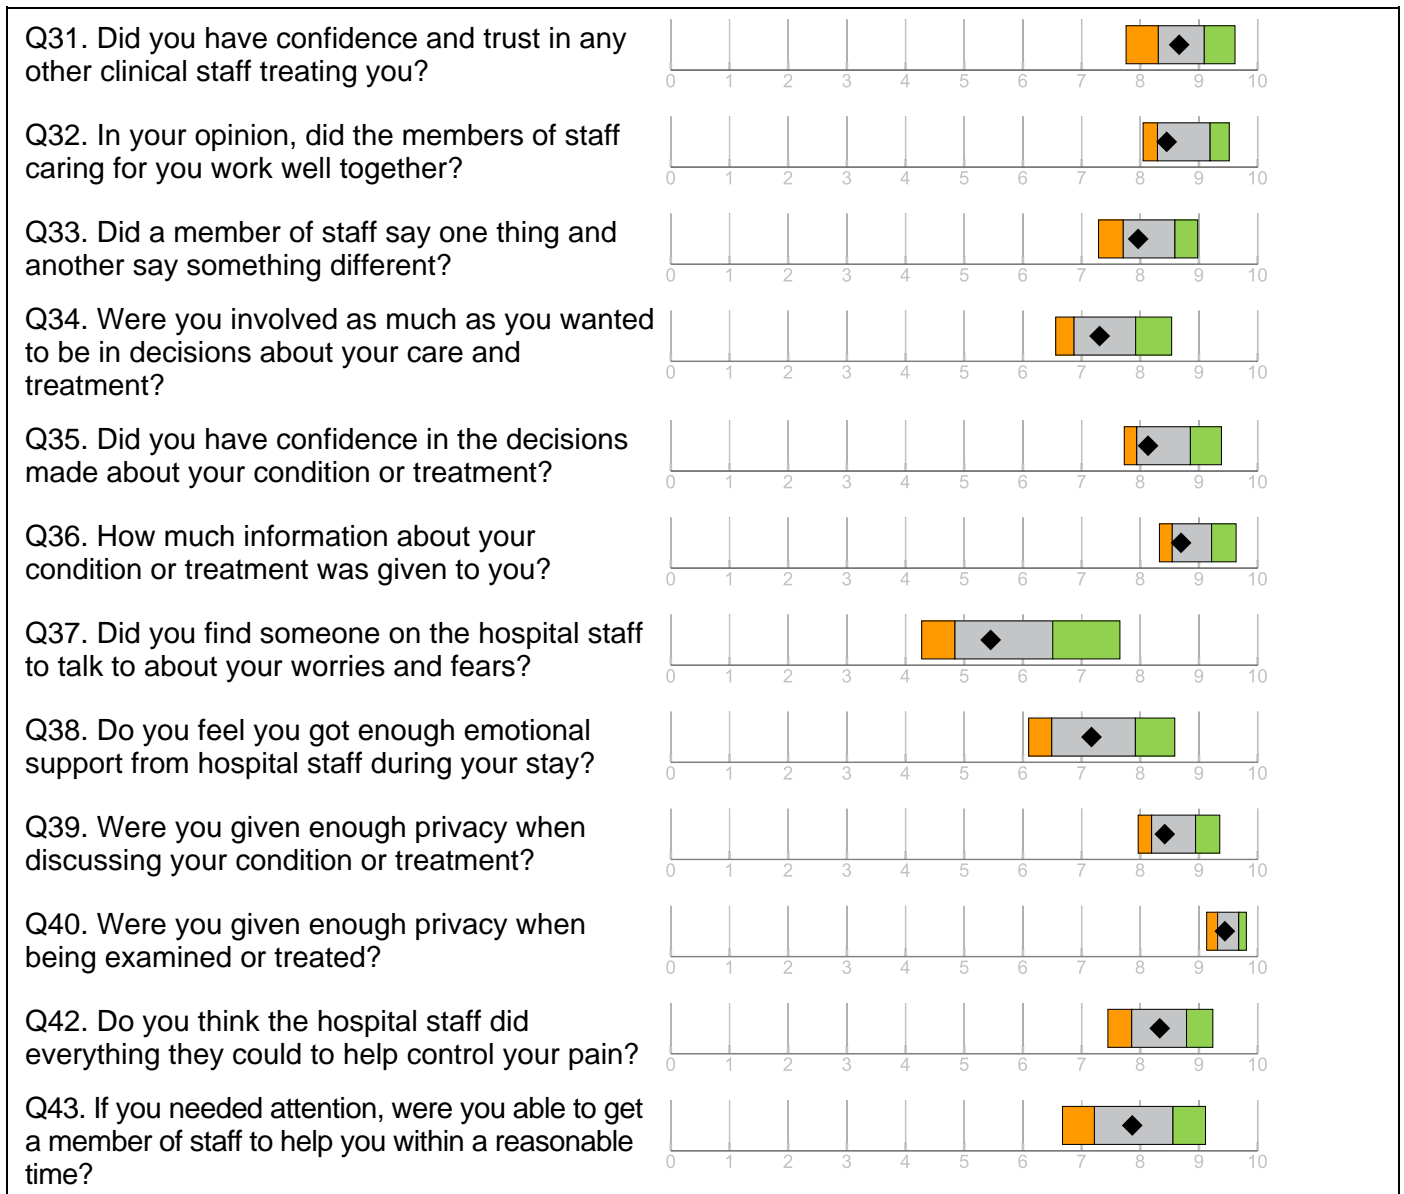 Q31. Did you have confidence and trust in any
other clinical staff treating you?
0 1 2 3 4 5 6 7 8 9 10
Q32. In your opinion, did the members of staff
caring for you work well together?
0 1 2 3 4 5 6 7 8 9 10
Q33. Did a member of staff say one thing and
another say something different?
0 1 2 3 4 5 6 7 8 9 10
Q34. Were you involved as much as you wanted
to be in decisions about your care and
treatment?
0 1 2 3 4 5 6 7 8 9 10
Q35. Did you have confidence in the decisions
made about your condition or treatment?
0 1 2 3 4 5 6 7 8 9 10
Q36. How much information about your
condition or treatment was given to you?
0 1 2 3 4 5 6 7 8 9 10
Q37. Did you find someone on the hospital staff
to talk to about your worries and fears?
0 1 2 3 4 5 6 7 8 9 10
Q38. Do you feel you got enough emotional
support from hospital staff during your stay?
0 1 2 3 4 5 6 7 8 9 10
Q39. Were you given enough privacy when
discussing your condition or treatment?
0 1 2 3 4 5 6 7 8 9 10
Q40. Were you given enough privacy when
being examined or treated?
0 1 2 3 4 5 6 7 8 9 10
Q42. Do you think the hospital staff did
everything they could to help control your pain?
0 1 2 3 4 5 6 7 8 9 10
Q43. If you needed attention, were you able to get
a member of staff to help you within a reasonable
time?
0 1 2 3 4 5 6 7 8 9 10